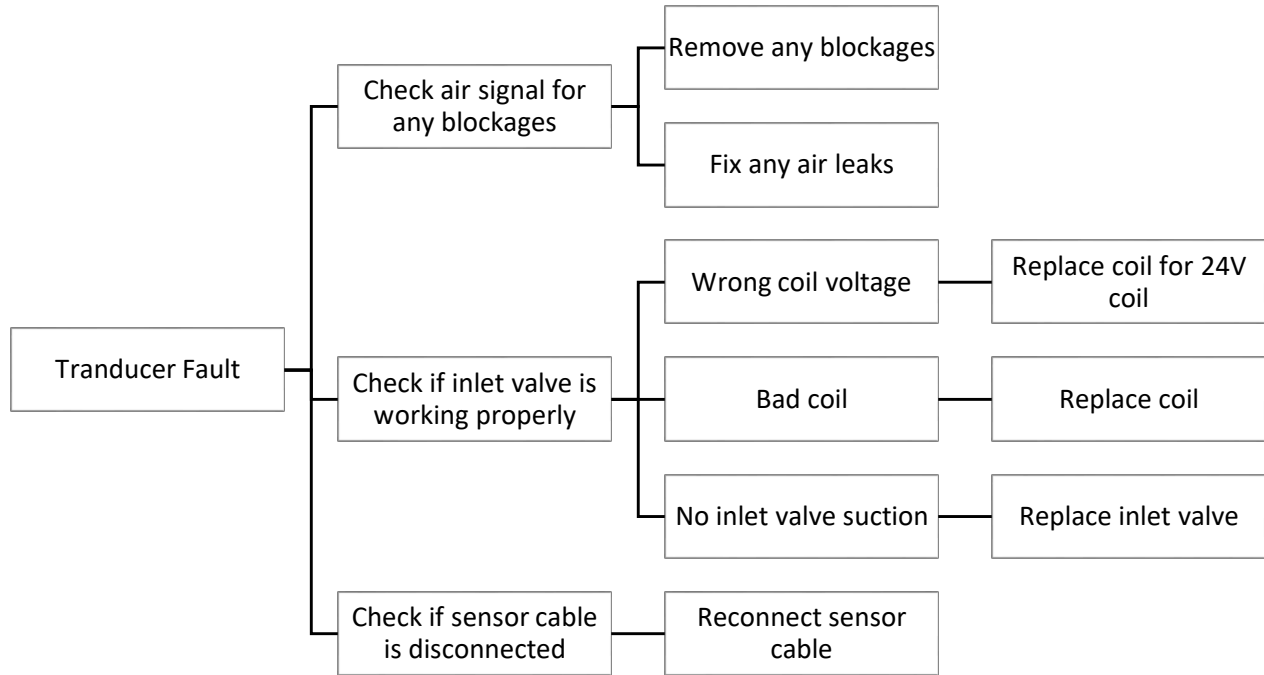 Tranducer Fault
Check air signal for
any blockages
Remove any blockages
Fix any air leaks
Check if inlet valve is
working properly
Wrong coil voltage
Replace coil for 24V
coil
Bad coil
Replace coil
No inlet valve suction
Replace inlet valve
Check if sensor cable
is disconnected
Reconnect sensor
cable